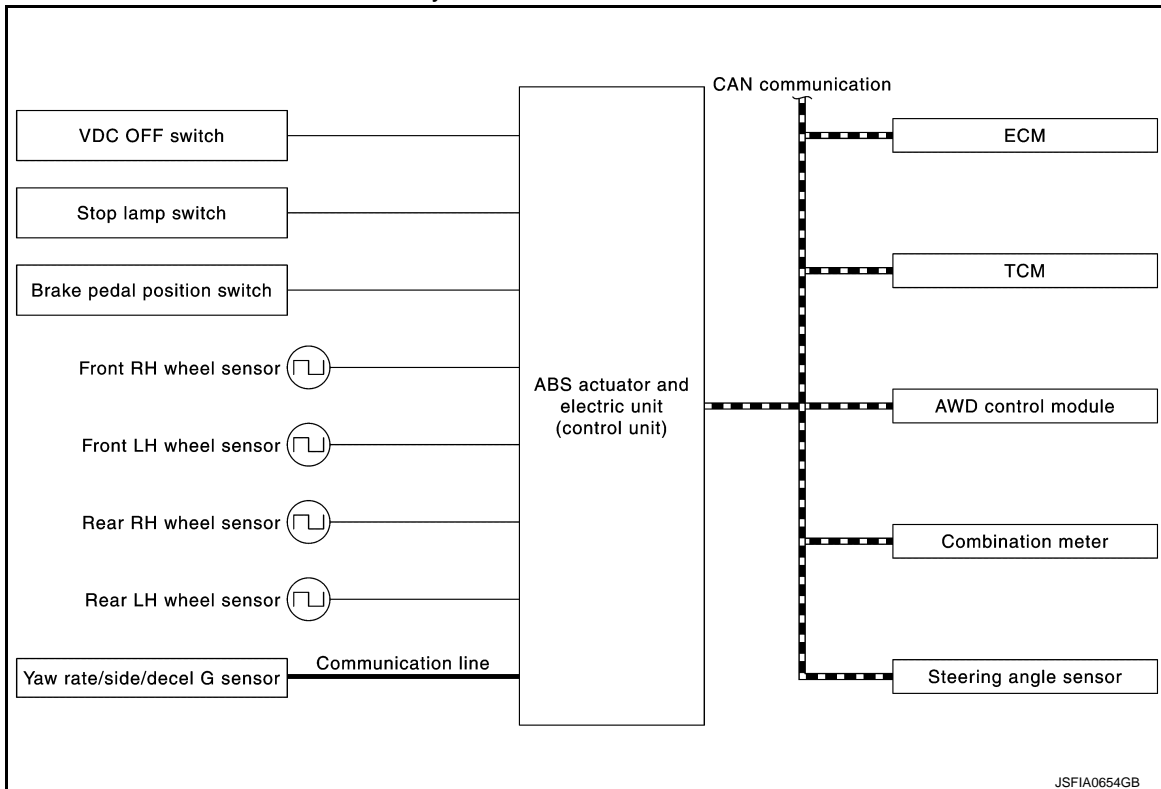 CAN communication
VDC OFF switch
Stop lamp switch
Brake pedal position switch
Front RH wheel sensor
Front LH wheel sensor
Rear RH wheel sensor
Rear LH wheel sensor
Yaw rate/side/decel G sensor
Communication line
ABS actuator and
electric unit
(control unit)
ECM
TCM
AWD control module
Combination meter
Steering angle sensor
JSFIA0654GB